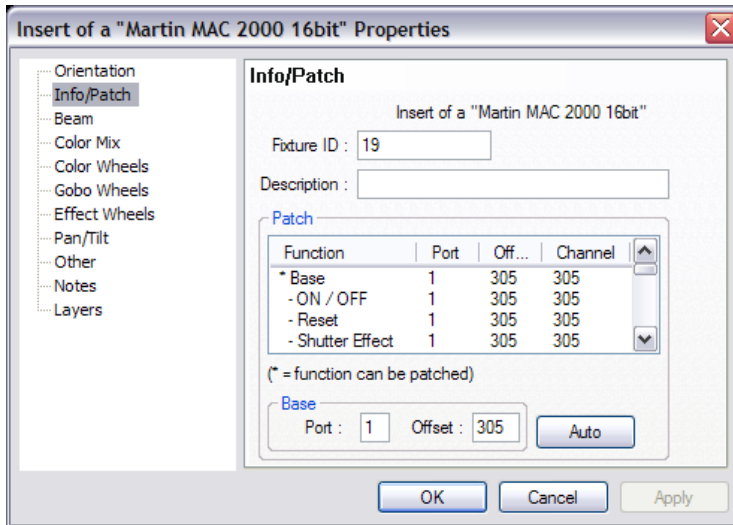 Insert of a "Martin MAC 2000 16bit" Properties
Orientation
Info/Patch
Beam
Color Mix
Color Wheels
Gobo Wheels
Effect Wheels
Pan/Tilt
Other
Notes
Layers
Info/Patch
Insert of a "Martin MAC 2000 16bit"
Fixture ID : 19
Description :
Patch
Function Port Off... Channel
* Base 1 305 305
- ON / OFF 1 305 305
- Reset 1 305 305
- Shutter Effect 1 305 305
(* = function can be patched)
Base
Port : 1 Offset : 305 Auto
OK Cancel Apply